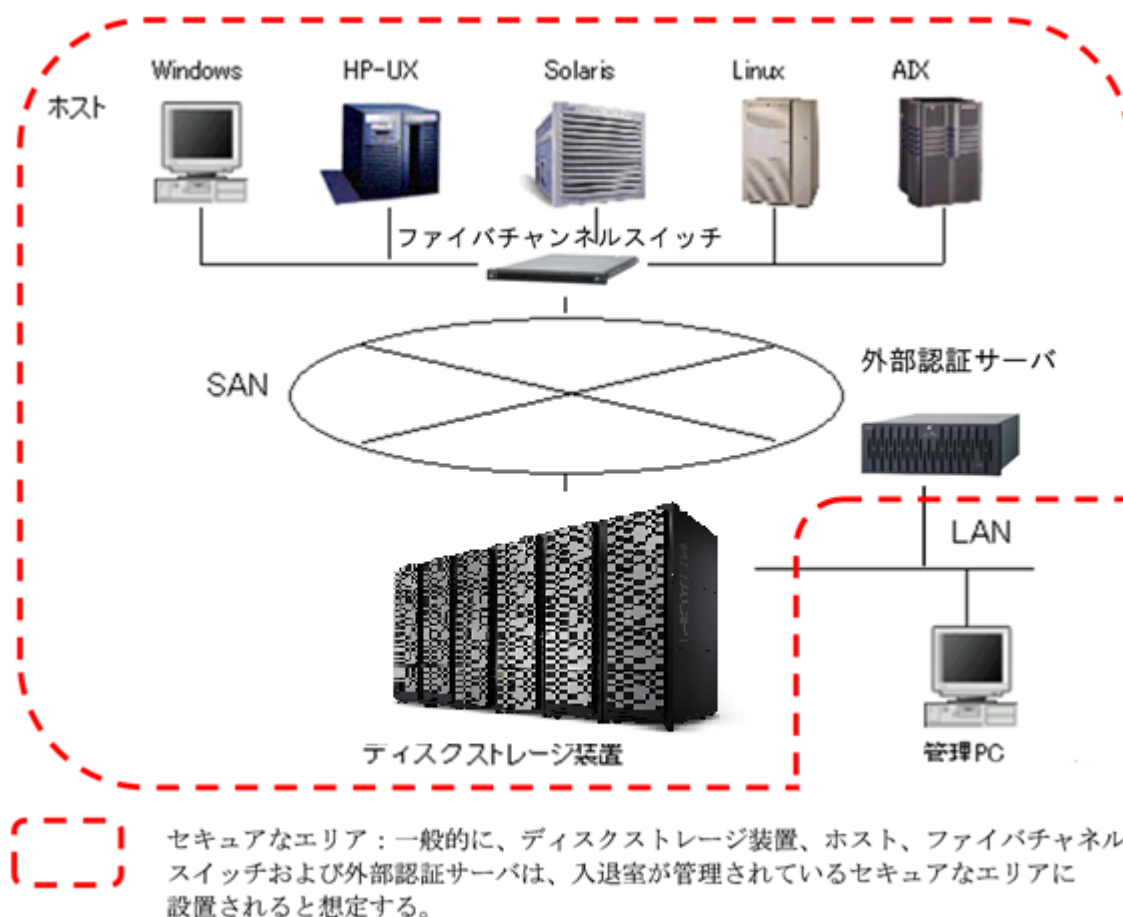 Windows
HP-UX
Solaris
Linux
AIX
ホスト
ファイバチャンネルスイッチ
SAN
外部認証サーバ
LAN
ディスクストレージ装置
管理PC
セキュアなエリア：一般的に、ディスクストレージ装置、ホスト、ファイバチャネル
スイッチおよび外部認証サーバは、入退室が管理されているセキュアなエリアに
設置されると想定する。